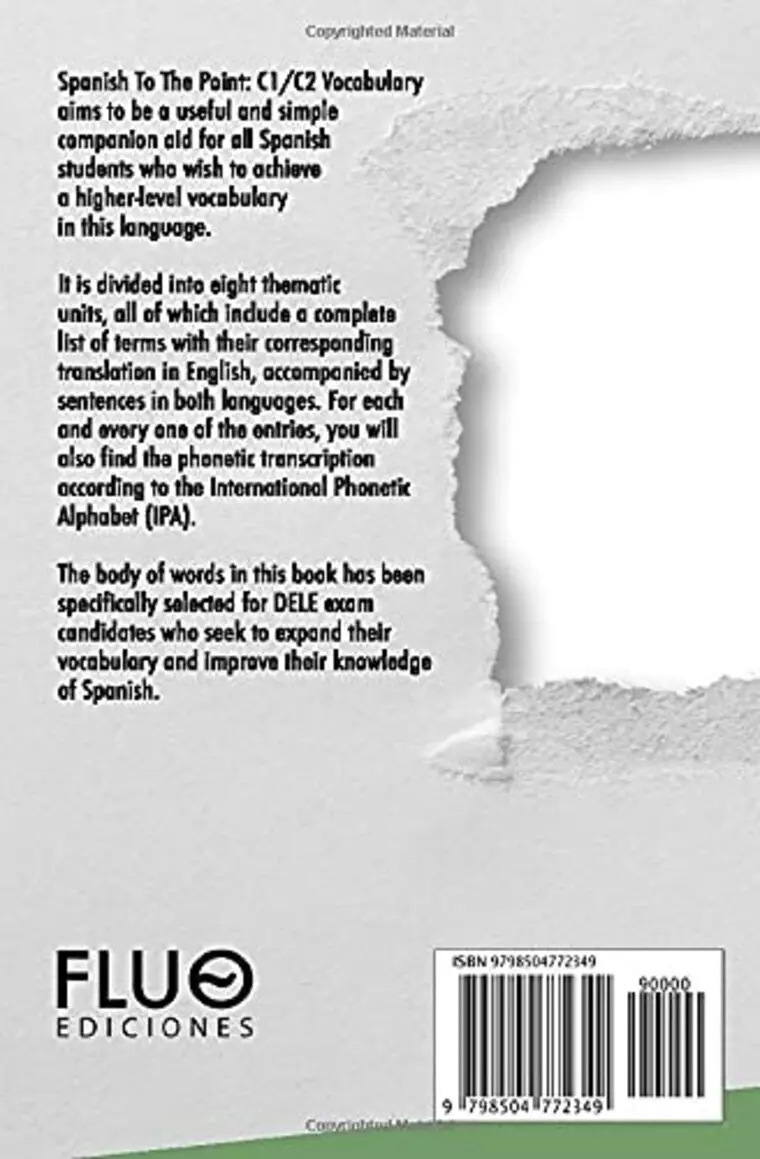 Copyrighted Material
Spanish To The Point: C1/C2 Vocabulary
aims to be a useful and simple
companion aid for all Spanish
students who wish to achieve
a higher-level vocabulary
in this language.
It is divided into eight thematic
units, all of which include a complete
list of terms with their corresponding
translation in English, accompanied by
sentences in both languages. For each
and every one of the entries, you will
also find the phonetic transcription
according to the International Phonetic
Alphabet (IPA).
The body of words in this book has been
specifically selected for DELE exam
candidates who seek to expand their
vocabulary and improve their knowledge
of Spanish.
FLUO
EDICIONES
ISBN 9798504772349
90000
9 798504 772349
Copyrighted Material